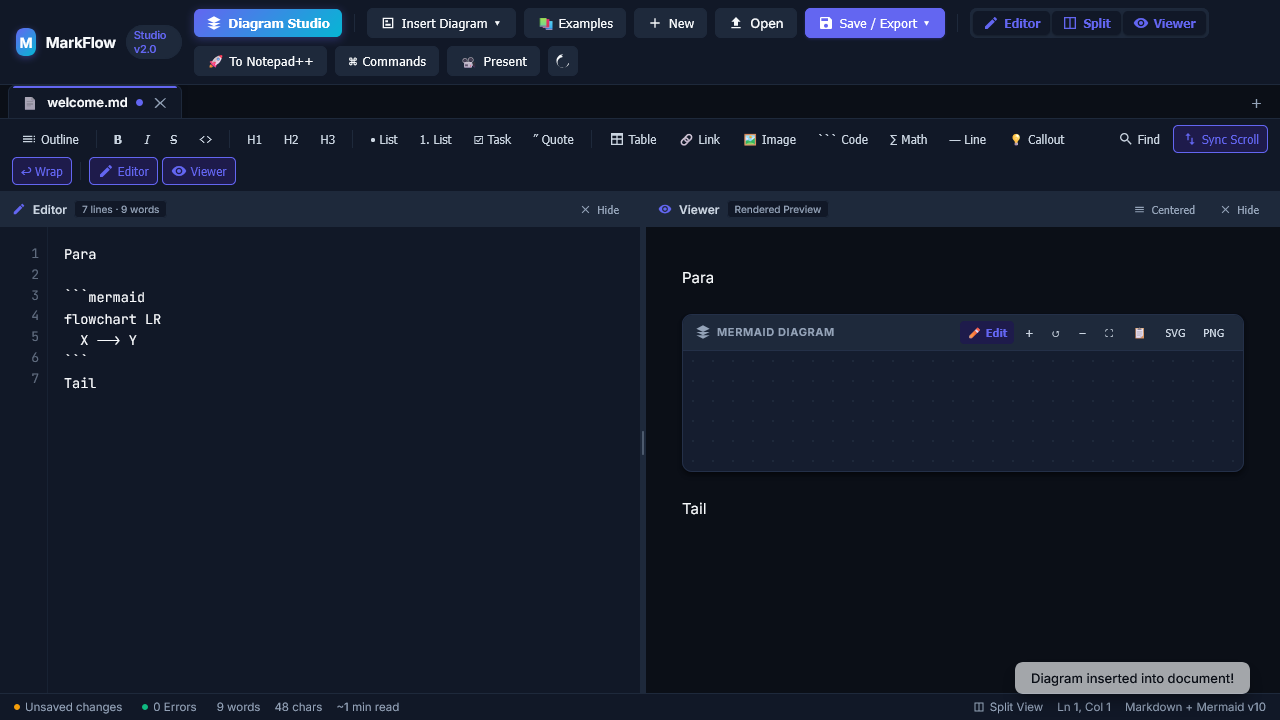 M MarkFlow Studio v2.0
Diagram Studio Insert Diagram ▾ Examples + New Open Save / Export ▾ Editor Split Viewer
🚀 To Notepad++ ⌘ Commands Present
welcome.md ● × +
Outline B I S <> H1 H2 H3 • List 1. List ☑ Task " Quote Table Link Image ``` Code ∑ Math — Line Callout Find Sync Scroll
↩ Wrap Editor Viewer
Editor 7 lines · 9 words × Hide
Viewer Rendered Preview Centered × Hide
1 Para
2
3 ```mermaid
4 flowchart LR
5 X --> Y
6 ```
7 Tail
Para
MERMAID DIAGRAM Edit + ↺ − ⛶ 📋 SVG PNG
Tail
Diagram inserted into document!
● Unsaved changes ● 0 Errors 9 words 48 chars ~1 min read Split View Ln 1, Col 1 Markdown + Mermaid v10